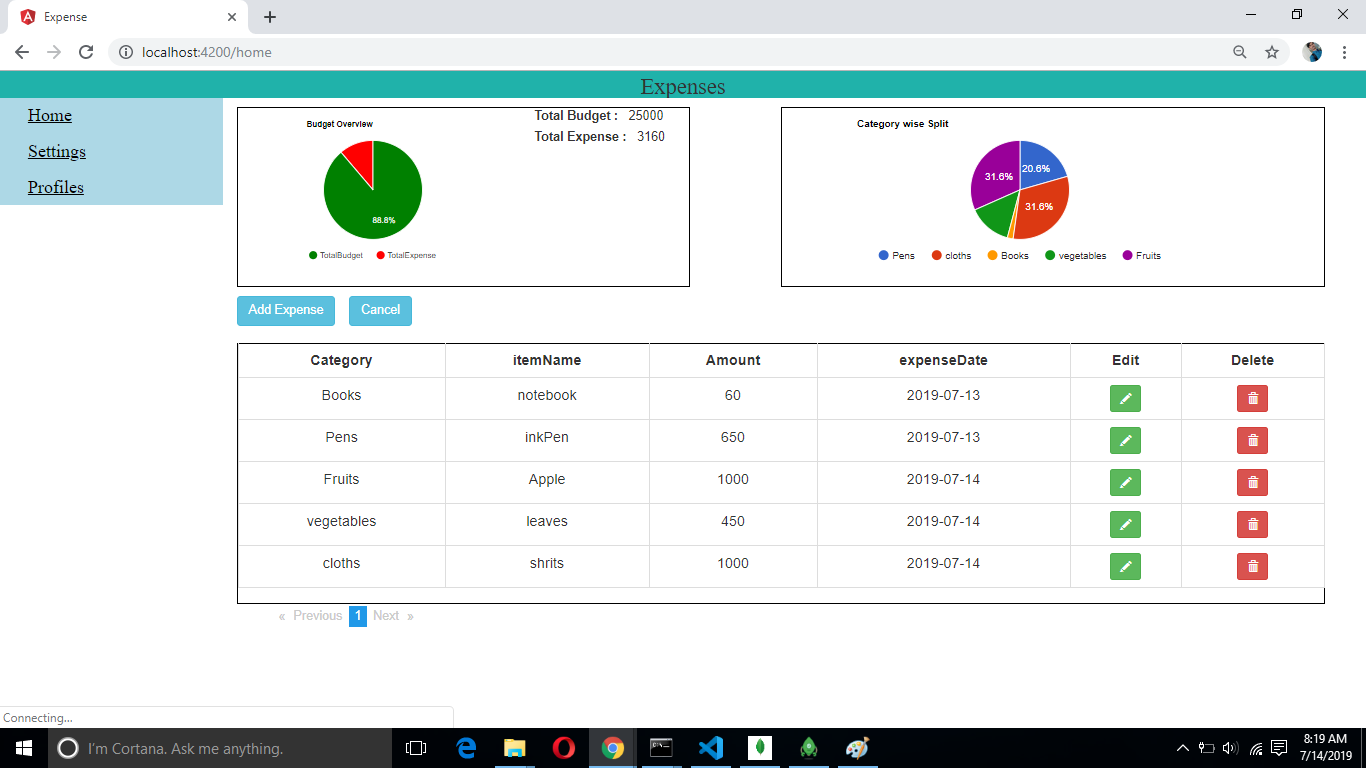 Expense
localhost:4200/home
Expenses
Home
Settings
Profiles
Budget Overview
Total Budget : 25000
Total Expense : 3160
88.8%
TotalBudget TotalExpense
Category wise Split
31.6% 20.6%
31.6%
Pens cloths Books vegetables Fruits
Add Expense Cancel
Category itemName Amount expenseDate Edit Delete
Books notebook 60 2019-07-13
Pens inkPen 650 2019-07-13
Fruits Apple 1000 2019-07-14
vegetables leaves 450 2019-07-14
cloths shrits 1000 2019-07-14
« Previous 1 Next »
Connecting...
I'm Cortana. Ask me anything.
8:19 AM
7/14/2019